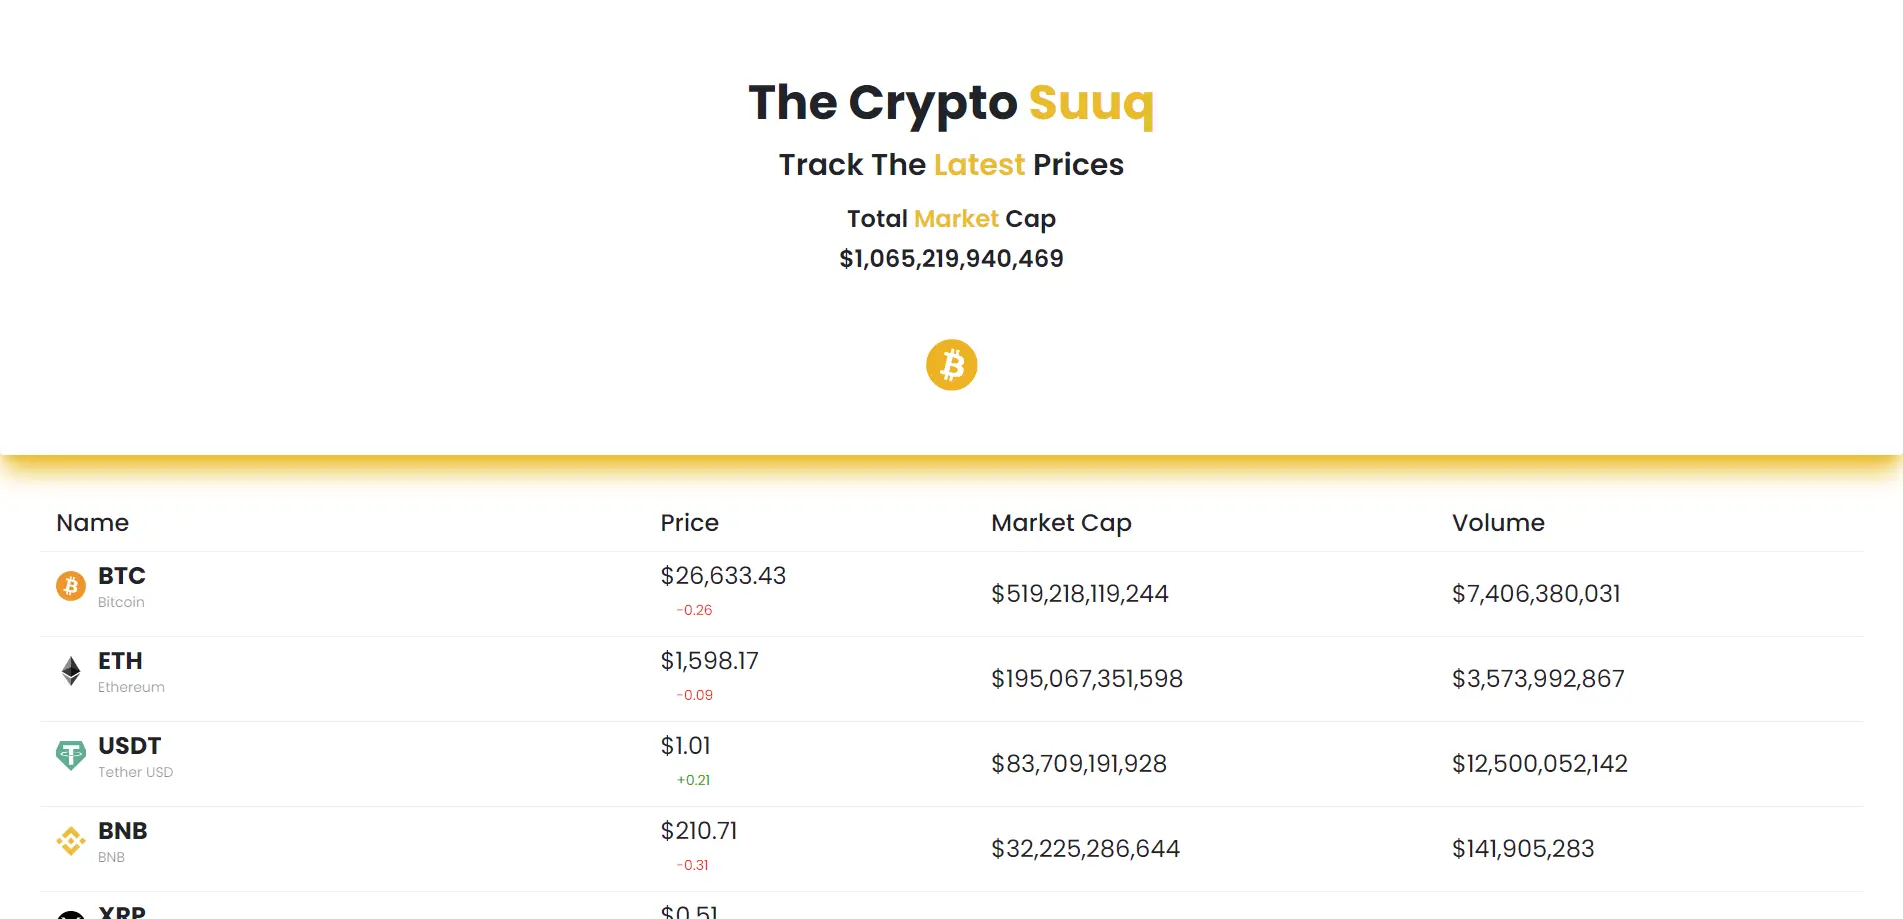 The Crypto Suuq
Track The Latest Prices
Total Market Cap
$1,065,219,940,469
Name Price Market Cap Volume
BTC $26,633.43 $519,218,119,244 $7,406,380,031
Bitcoin -0.26
ETH $1,598.17 $195,067,351,598 $3,573,992,867
Ethereum -0.09
USDT $1.01 $83,709,191,928 $12,500,052,142
Tether USD +0.21
BNB $210.71 $32,225,286,644 $141,905,283
BNB -0.31
XRP $0.51